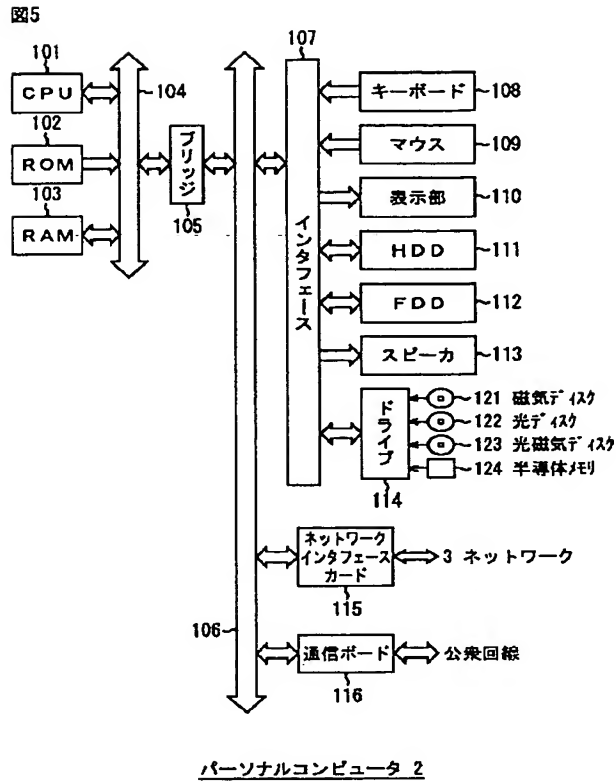 図5
101
CPU
102
ROM
103
RAM
104
ブリッジ
105
106
107
インタフェース
キーボード 108
マウス 109
表示部 110
HDD 111
FDD 112
スピーカ 113
ドライブ
114
121 磁気ディスク
122 光ディスク
123 光磁気ディスク
124 半導体メモリ
ネットワーク
インタフェース
カード
115
3 ネットワーク
通信ボード
116
公衆回線
パーソナルコンピュータ 2